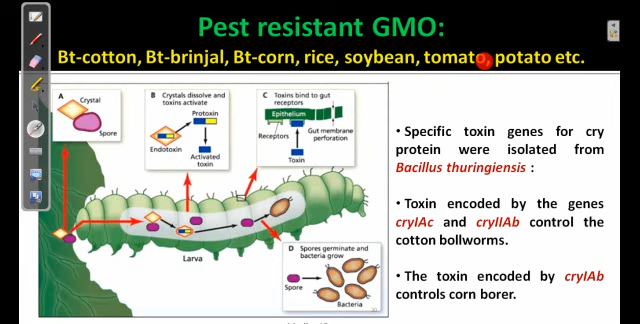 Pest resistant GMO:
Bt-cotton, Bt-brinjal, Bt-corn, rice, soybean, tomato, potato etc.
A
Crystal
Spore
B Crystals dissolve and
toxins activate
Protoxin
Endotoxin
Activated
toxin
C Toxins bind to gut
receptors
Epithelium
Receptors
Gut membrane
perforation
Toxin
Larva
D Spores germinate and
bacteria grow
Spore
Bacteria
• Specific toxin genes for cry
protein were isolated from
Bacillus thuringiensis :
• Toxin encoded by the genes
cryIAc and cryIIAb control the
cotton bollworms.
• The toxin encoded by cryIAb
controls corn borer.